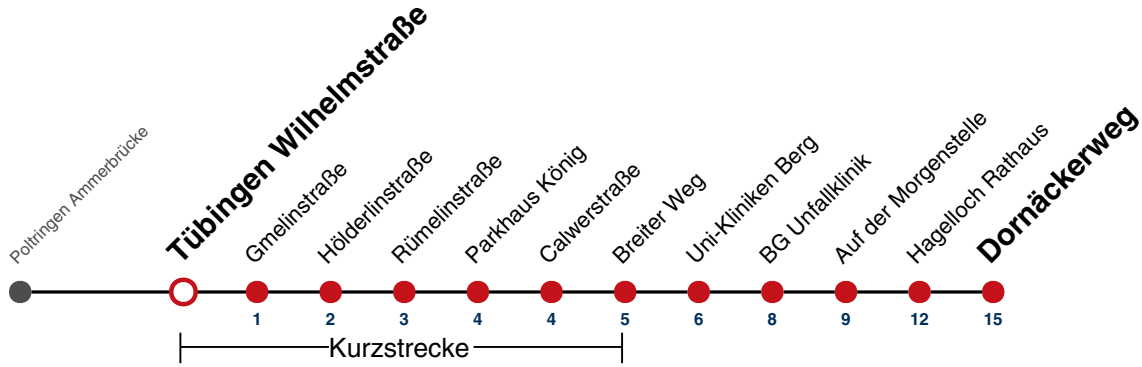 Poltringen Ammerbrücke
Tübingen Wilhelmstraße
Gmelinstraße
Hölderlinstraße
Rümelinstraße
Parkhaus König
Calwerstraße
Breiter Weg
Uni-Kliniken Berg
BG Unfallklinik
Auf der Morgenstelle
Hagelloch Rathaus
Dornäckerweg
1 2 3 4 4 5 6 8 9 12 15
Kurzstrecke